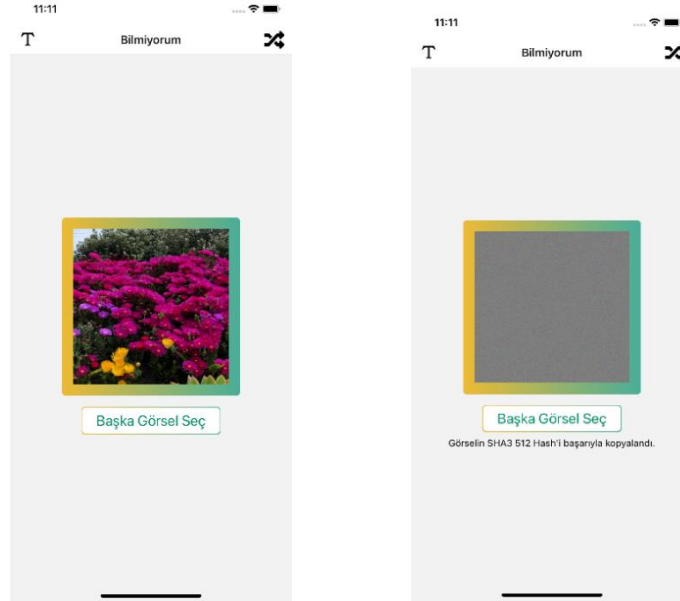 11:11
T
Bilmiyorum
Başka Görsel Seç
11:11
T
Bilmiyorum
Başka Görsel Seç
Görselin SHA3 512 Hash'i başarıyla kopyalandı.